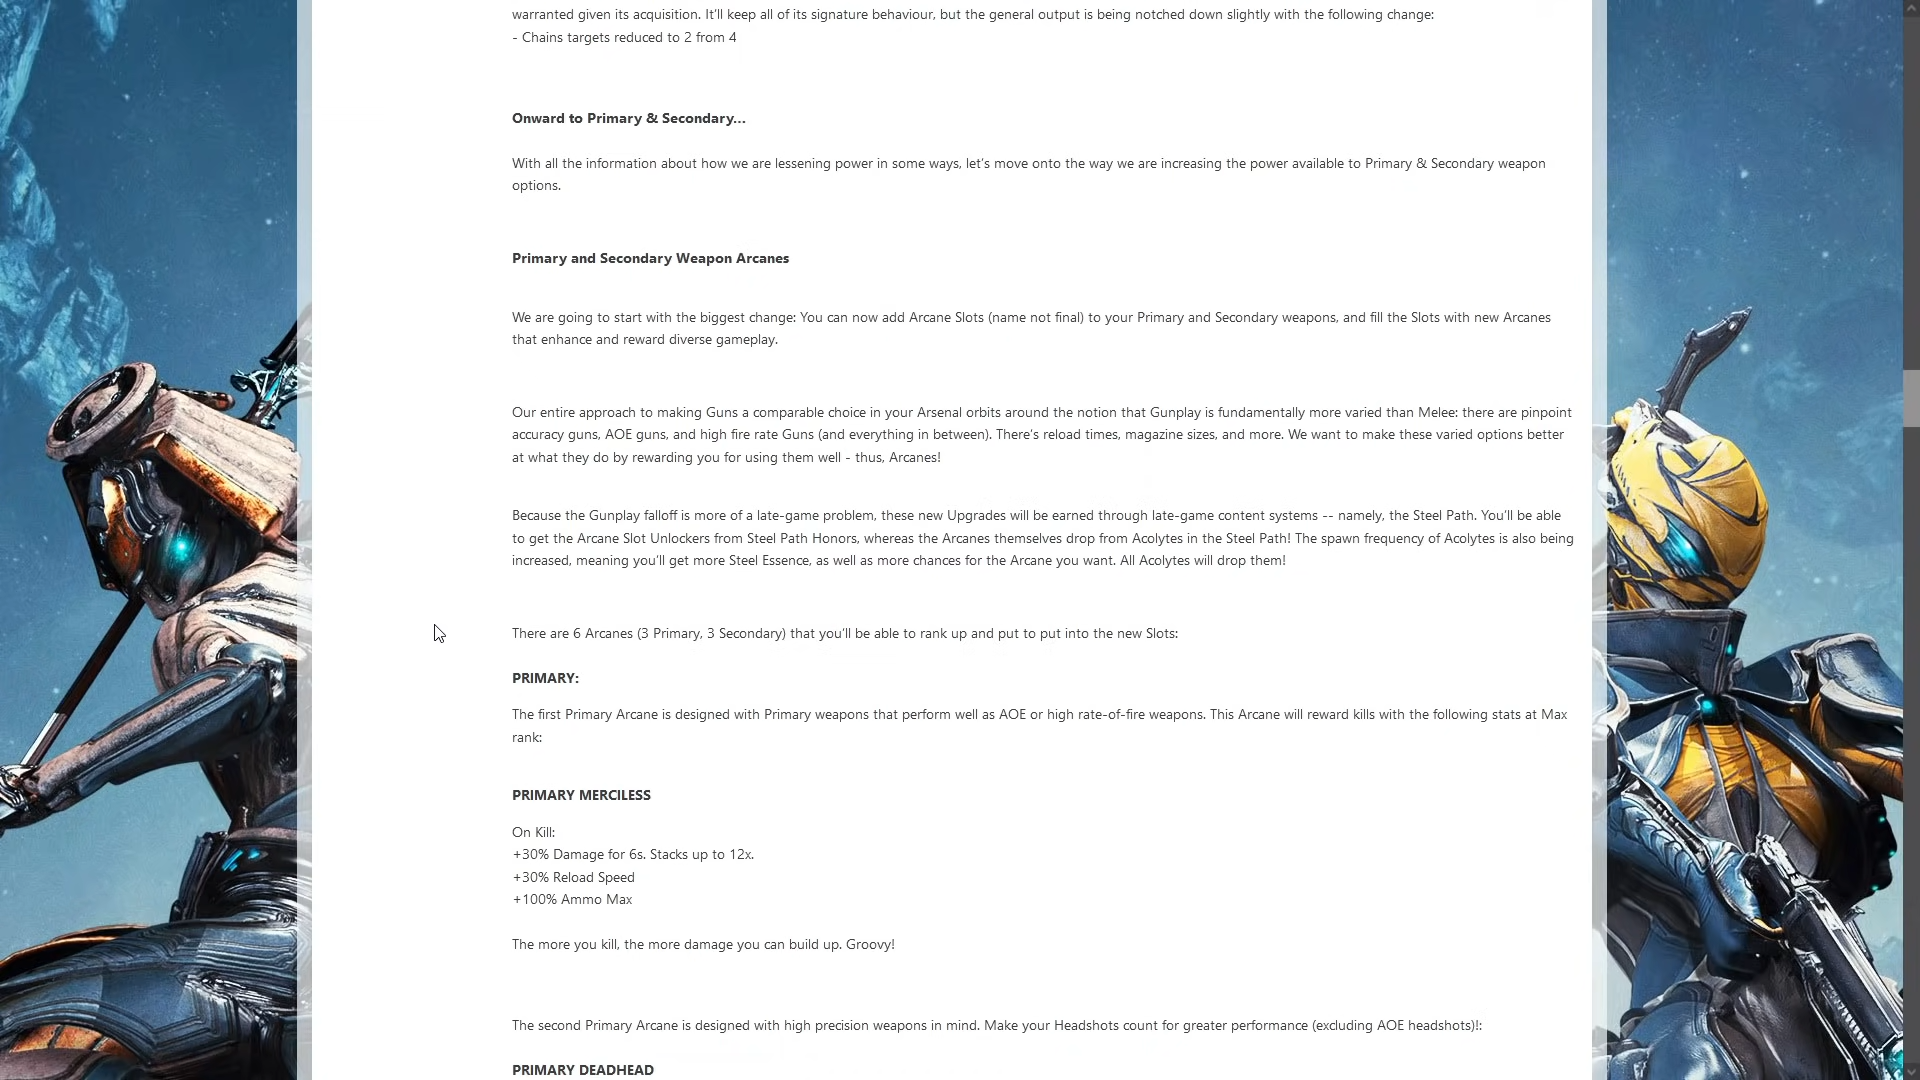 warranted given its acquisition. It’ll keep all of its signature behaviour, but the general output is being notched down slightly with the following change:
- Chains targets reduced to 2 from 4
Onward to Primary & Secondary…
With all the information about how we are lessening power in some ways, let’s move onto the way we are increasing the power available to Primary & Secondary weapon
options.
Primary and Secondary Weapon Arcanes
We are going to start with the biggest change: You can now add Arcane Slots (name not final) to your Primary and Secondary weapons, and fill the Slots with new Arcanes
that enhance and reward diverse gameplay.
Our entire approach to making Guns a comparable choice in your Arsenal orbits around the notion that Gunplay is fundamentally more varied than Melee: there are pinpoint
accuracy guns, AOE guns, and high fire rate Guns (and everything in between). There’s reload times, magazine sizes, and more. We want to make these varied options better
at what they do by rewarding you for using them well - thus, Arcanes!
Because the Gunplay falloff is more of a late-game problem, these new Upgrades will be earned through late-game content systems -- namely, the Steel Path. You’ll be able
to get the Arcane Slot Unlockers from Steel Path Honors, whereas the Arcanes themselves drop from Acolytes in the Steel Path! The spawn frequency of Acolytes is also being
increased, meaning you’ll get more Steel Essence, as well as more chances for the Arcane you want. All Acolytes will drop them!
There are 6 Arcanes (3 Primary, 3 Secondary) that you’ll be able to rank up and put to put into the new Slots:
PRIMARY:
The first Primary Arcane is designed with Primary weapons that perform well as AOE or high rate-of-fire weapons. This Arcane will reward kills with the following stats at Max
rank:
PRIMARY MERCILESS
On Kill:
+30% Damage for 6s. Stacks up to 12x.
+30% Reload Speed
+100% Ammo Max
The more you kill, the more damage you can build up. Groovy!
The second Primary Arcane is designed with high precision weapons in mind. Make your Headshots count for greater performance (excluding AOE headshots)!:
PRIMARY DEADHEAD